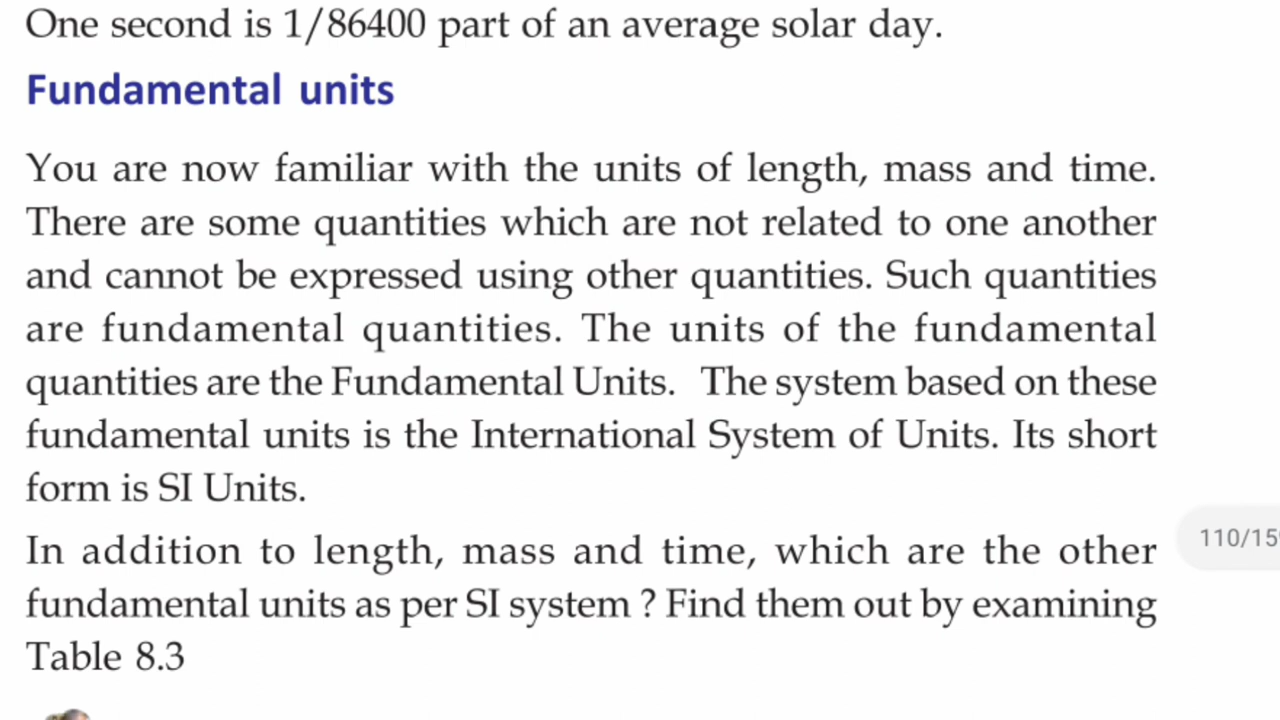 One second is 1/86400 part of an average solar day.
Fundamental units
You are now familiar with the units of length, mass and time.
There are some quantities which are not related to one another
and cannot be expressed using other quantities. Such quantities
are fundamental quantities. The units of the fundamental
quantities are the Fundamental Units. The system based on these
fundamental units is the International System of Units. Its short
form is SI Units.
In addition to length, mass and time, which are the other
fundamental units as per SI system ? Find them out by examining
Table 8.3